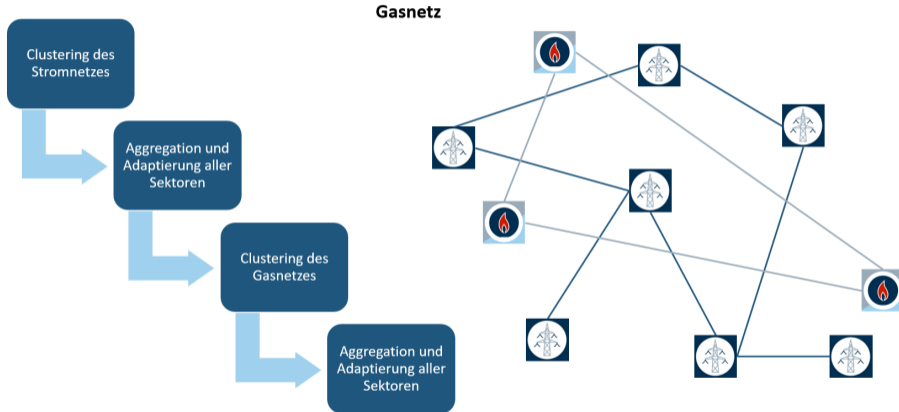 Gasnetz
Clustering des
Stromnetzes
Aggregation und
Adaptierung aller
Sektoren
Clustering des
Gasnetzes
Aggregation und
Adaptierung aller
Sektoren